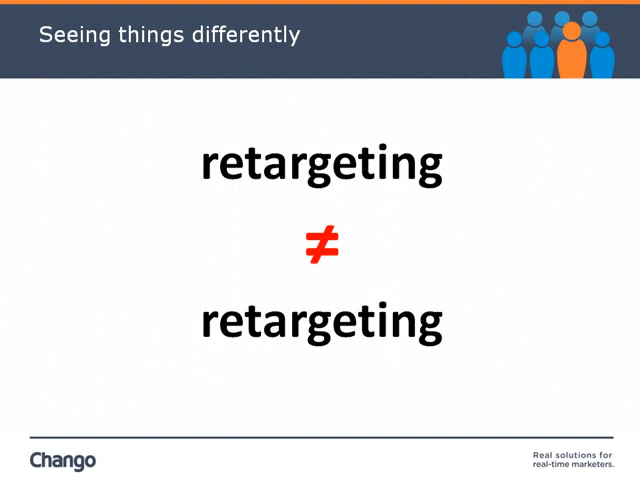 Seeing things differently
retargeting
≠
retargeting
Chango
Real solutions for
real-time marketers.